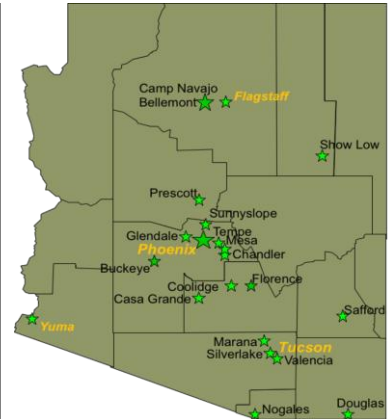 Camp Navajo
Bellemont
Flagstaff
Show Low
Prescott
Sunnyslope
Glendale
Tempe
Phoenix
Mesa
Chandler
Buckeye
Coolidge
Florence
Casa Grande
Safford
Yuma
Marana
Tucson
Silverlake
Valencia
Nogales
Douglas